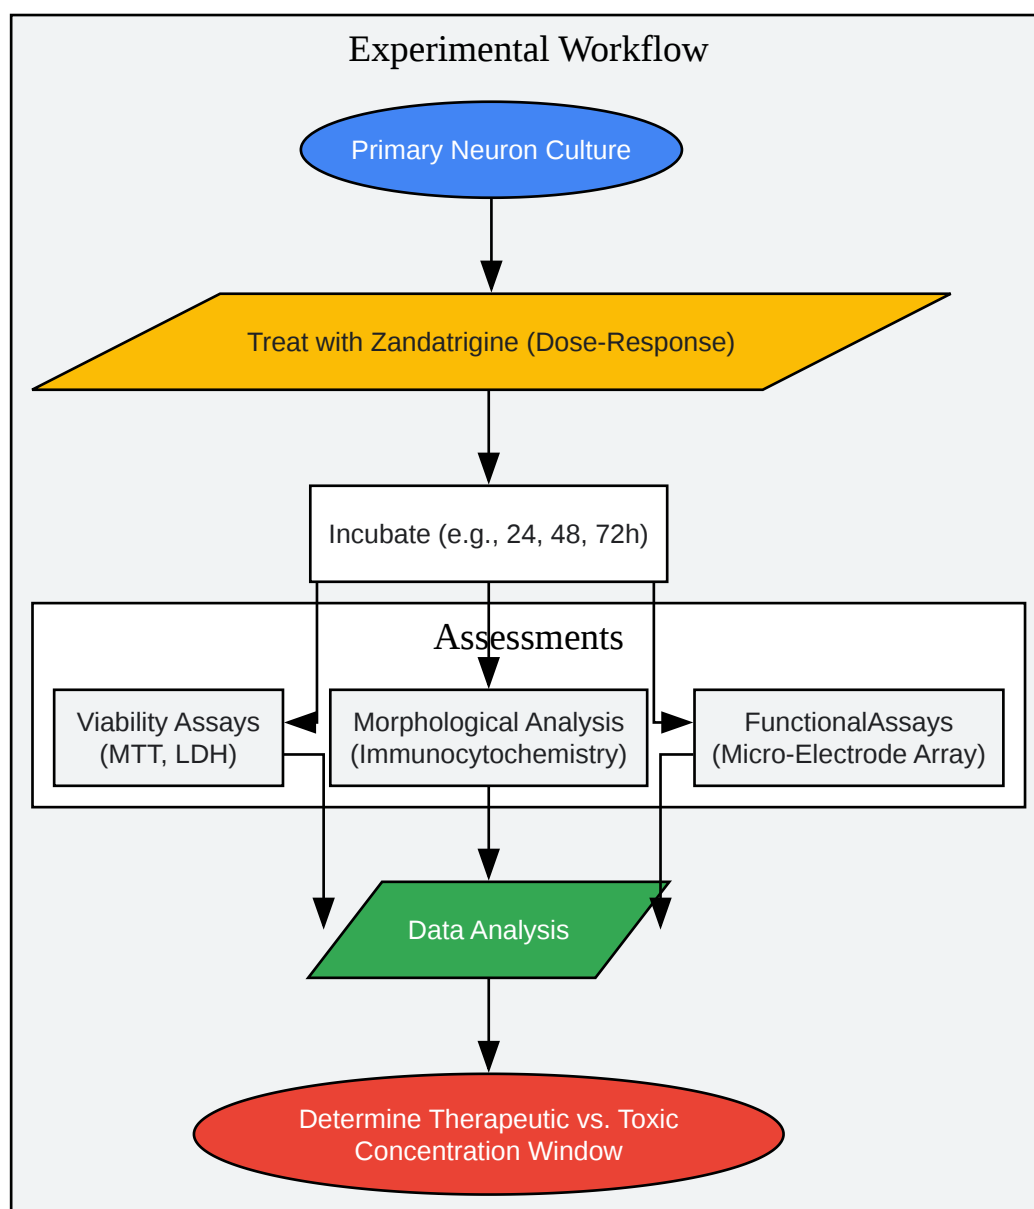 Experimental Workflow
Primary Neuron Culture
Treat with Zandatrigine (Dose-Response)
Incubate (e.g., 24, 48, 72h)
Assessments
Viability Assays
(MTT, LDH)
Morphological Analysis
(Immunocytochemistry)
FunctionalAssays
(Micro-Electrode Array)
Data Analysis
Determine Therapeutic vs. Toxic
Concentration Window